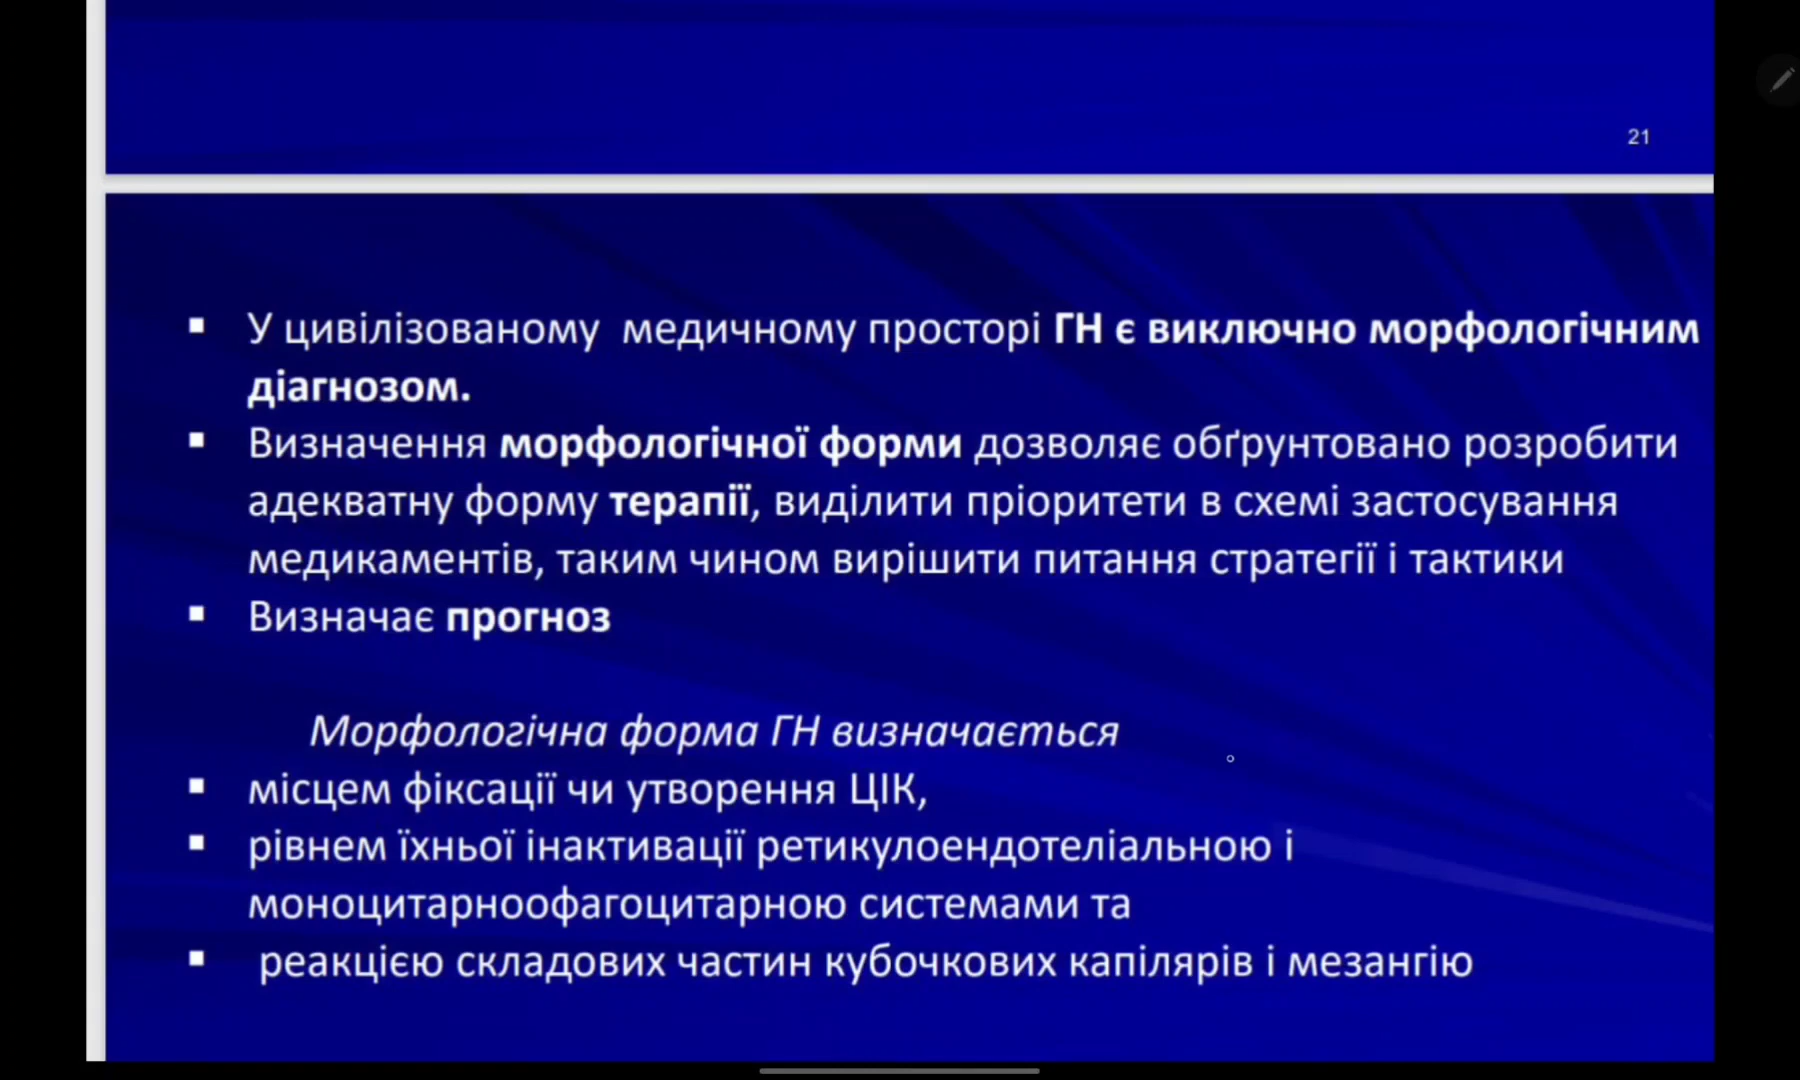 21
У цивілізованому медичному просторі ГН є виключно морфологічним
діагнозом.
Визначення морфологічної форми дозволяє обґрунтовано розробити
адекватну форму терапії, виділити пріоритети в схемі застосування
медикаментів, таким чином вирішити питання стратегії і тактики
Визначає прогноз
Морфологічна форма ГН визначається
місцем фіксації чи утворення ЦІК,
рівнем їхньої інактивації ретикулоендотеліальною і
моноцитарноофагоцитарною системами та
реакцією складових частин кубочкових капілярів і мезангію